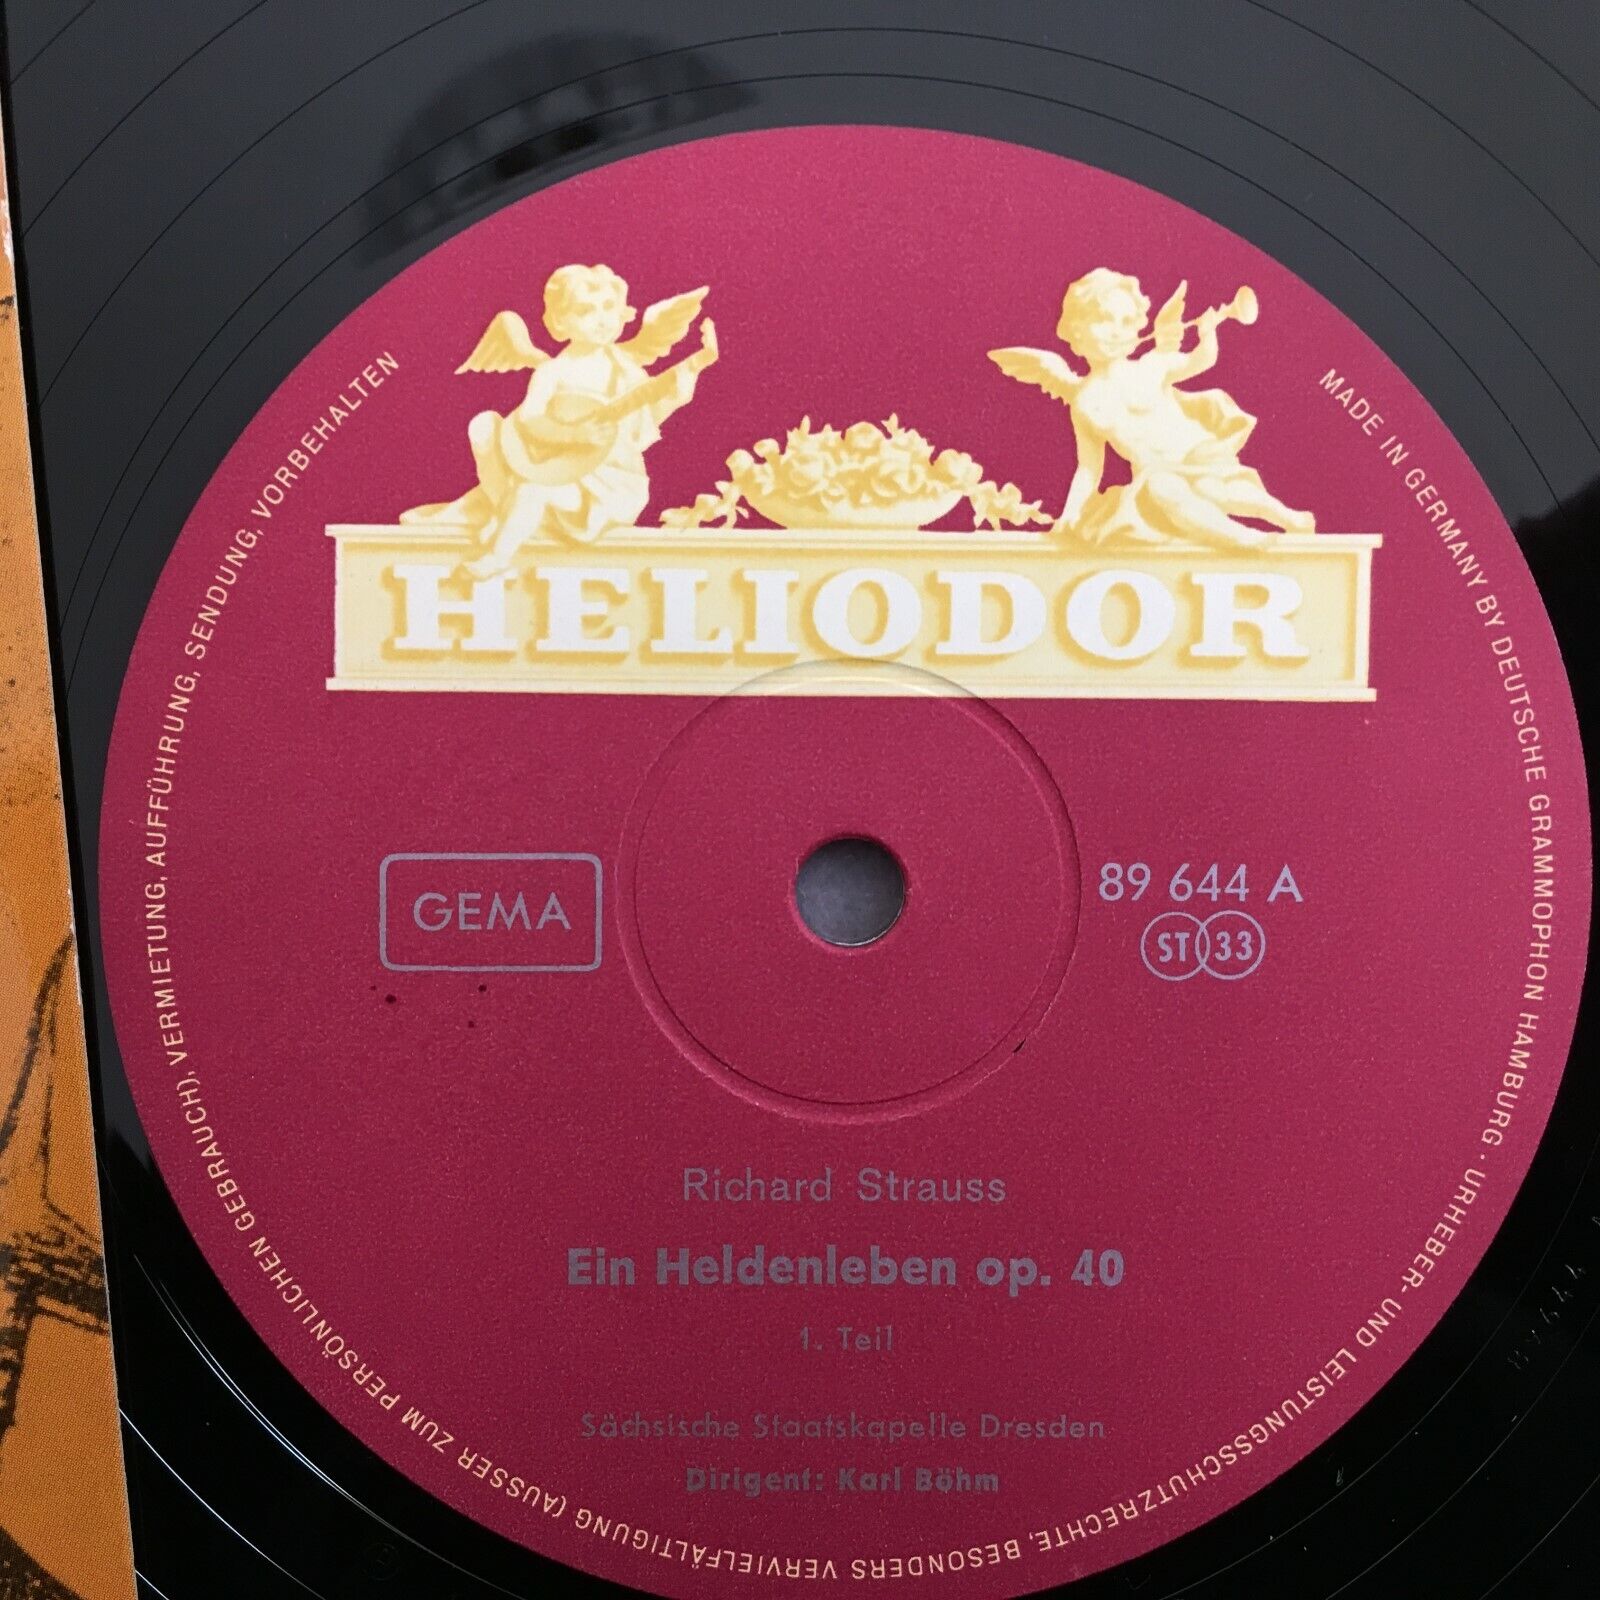 HELIODOR
GEMA
89 644 A
ST 33
Richard Strauss
Ein Heldenleben op. 40
1. Teil
Sächsische Staatskapelle Dresden
Dirigent: Karl Böhm
MADE IN GERMANY BY DEUTSCHE GRAMMOPHON HAMBURG · URHEBER- UND LEISTUNGSSCHUTZRECHTE, BESONDERS VERVIELFÄLTIGUNG (AUSSER ZUM PERSÖNLICHEN GEBRAUCH), VERMIETUNG, AUFFÜHRUNG, SENDUNG, VORBEHALTEN